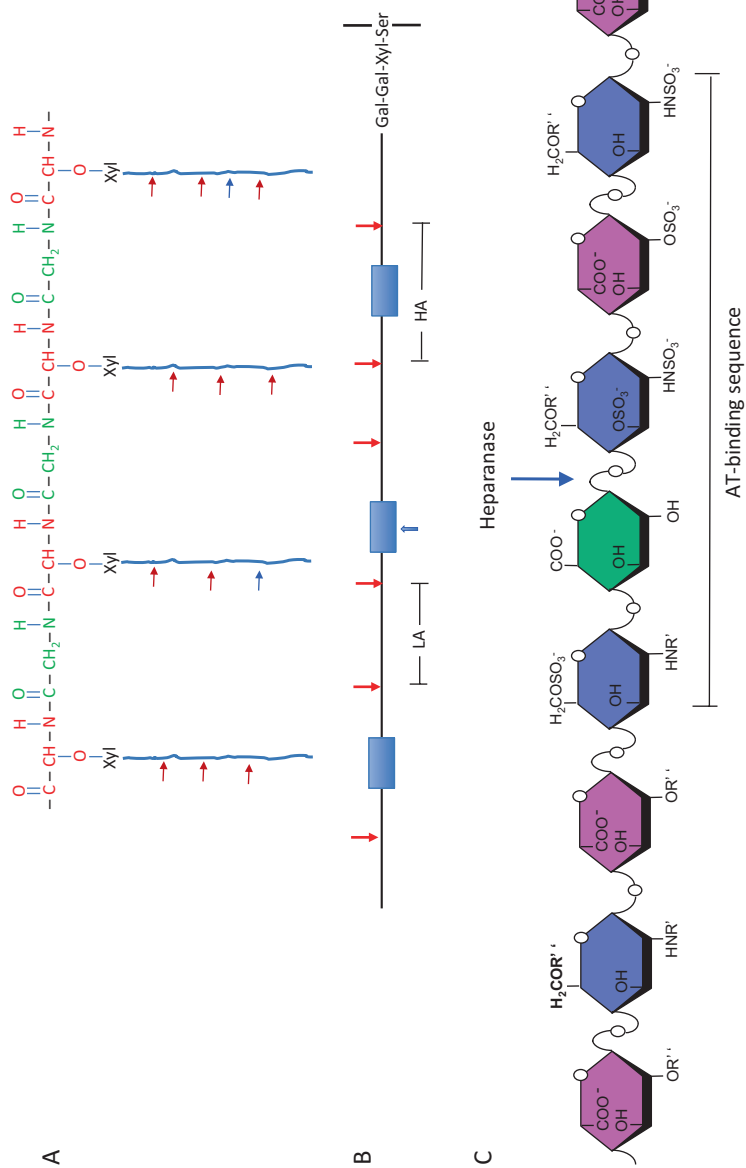 A
O H O H O H O H O H O H O H
– C – CH – N – C – CH₂ – N – C – CH – N – C – CH₂ – N – C – CH – N – C – CH₂ – N – C – CH – N –
O O O O
Xyl Xyl Xyl Xyl
B
Gal-Gal-Xyl-Ser
LA HA
C
Heparanase
H₂COR'' H₂COSO₃⁻ COO⁻ H₂COR'' H₂COR''
COO⁻ COO⁻ COO⁻
OH OH OH OH OH OSO₃⁻ OH OH OH
OR'' HNR' OR'' HNR' OH HNSO₃⁻ OSO₃⁻ HNSO₃⁻
AT-binding sequence